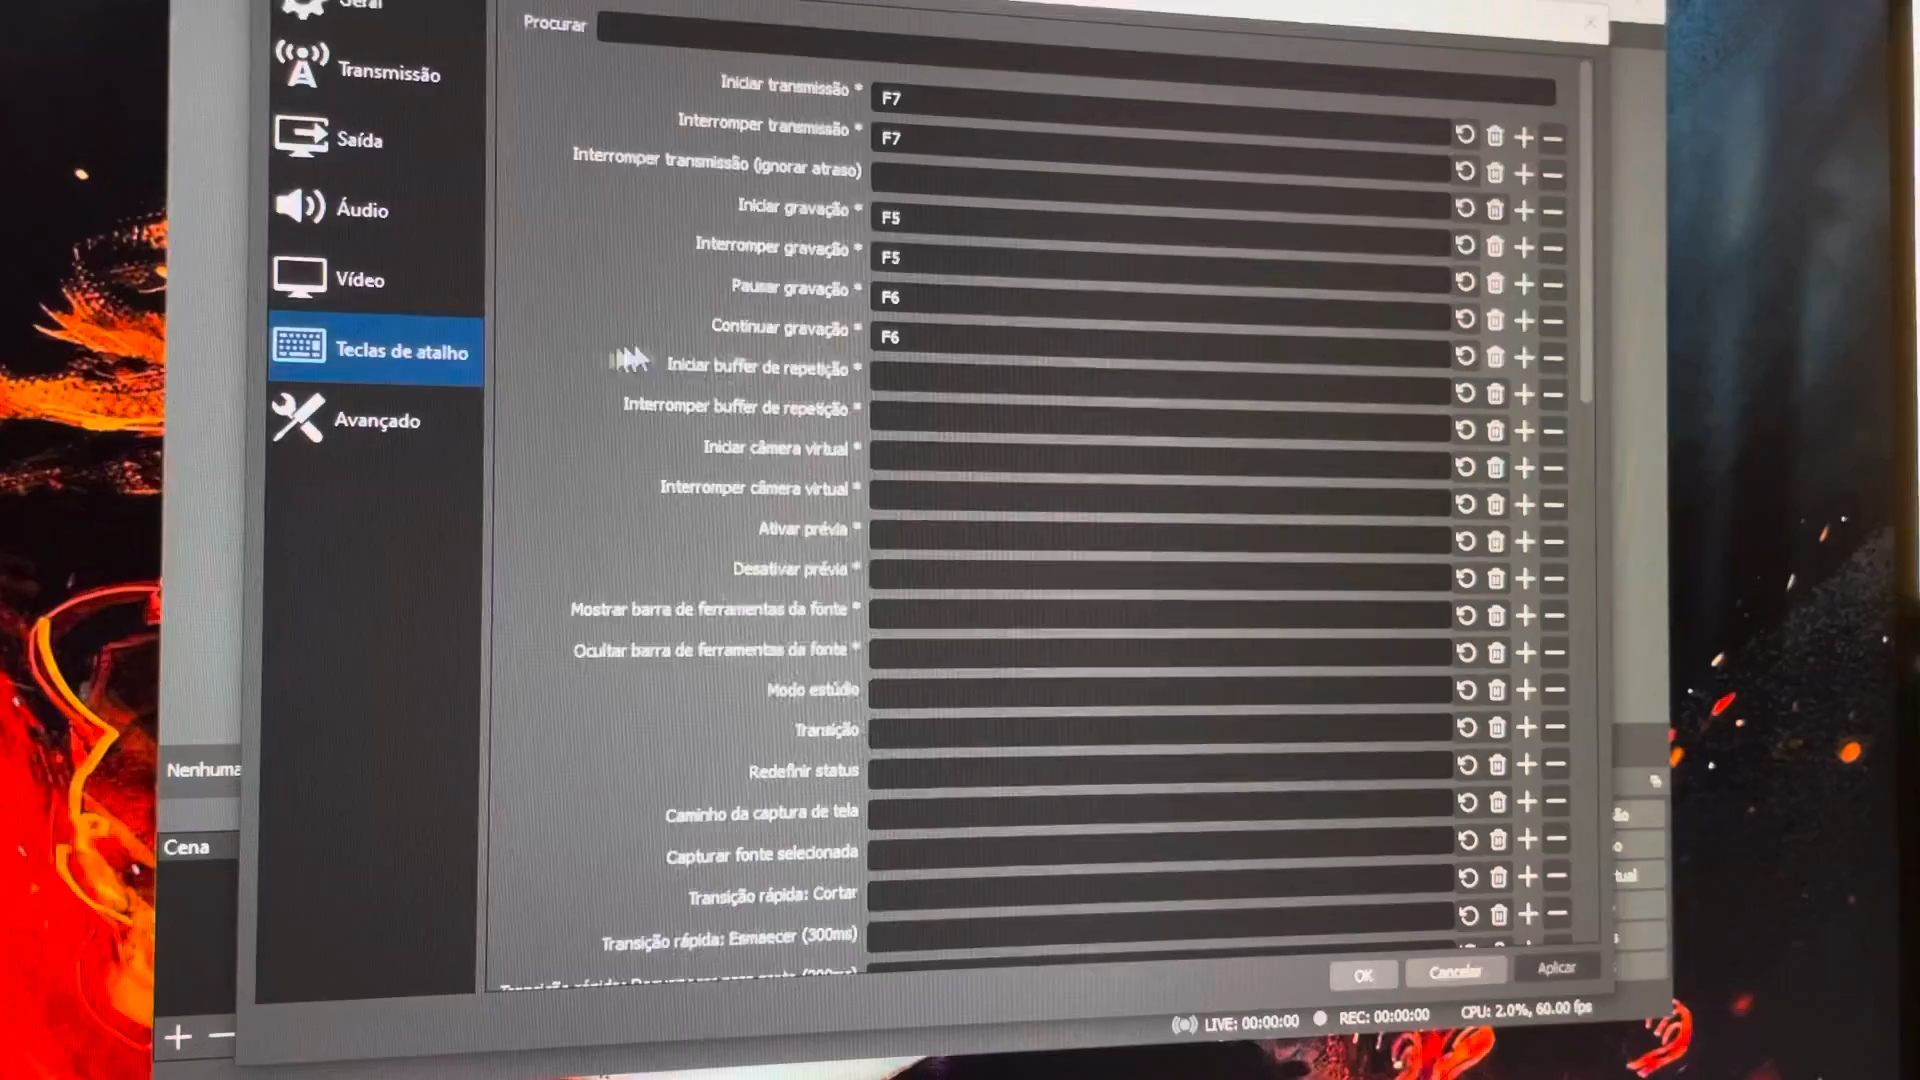 Geral
Transmissão
Saída
Áudio
Vídeo
Teclas de atalho
Avançado
Procurar
Iniciar transmissão * F7
Interromper transmissão * F7
Interromper transmissão (ignorar atraso)
Iniciar gravação * F5
Interromper gravação * F5
Pausar gravação * F6
Continuar gravação * F6
Iniciar buffer de repetição *
Interromper buffer de repetição *
Iniciar câmera virtual *
Interromper câmera virtual *
Ativar prévia *
Desativar prévia *
Mostrar barra de ferramentas da fonte *
Ocultar barra de ferramentas da fonte *
Modo estúdio
Transição
Redefinir status
Caminho da captura de tela
Capturar fonte selecionada
Transição rápida: Cortar
Transição rápida: Esmaecer (300ms)
OK Cancelar Aplicar
Nenhuma
Cena
LIVE: 00:00:00 REC: 00:00:00 CPU: 2.0%, 60.00 fps